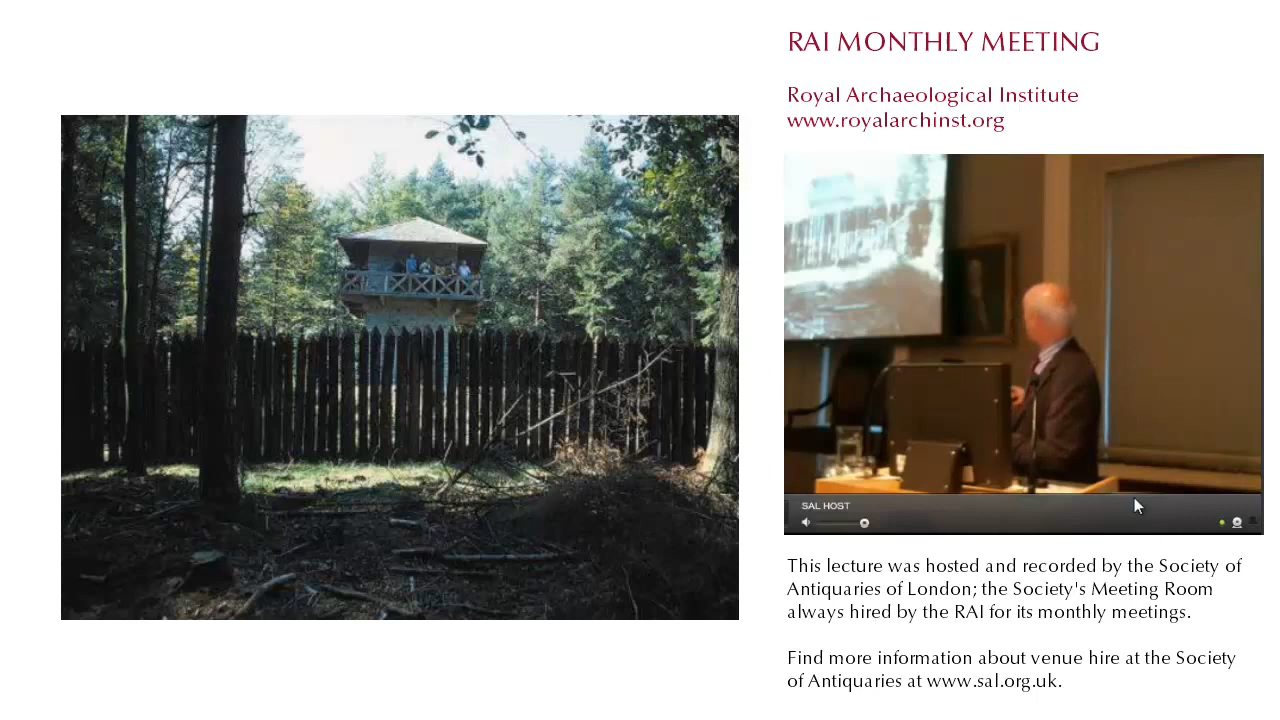 RAI MONTHLY MEETING
Royal Archaeological Institute
www.royalarchinst.org
SAL HOST
This lecture was hosted and recorded by the Society of
Antiquaries of London; the Society's Meeting Room
always hired by the RAI for its monthly meetings.
Find more information about venue hire at the Society
of Antiquaries at www.sal.org.uk.